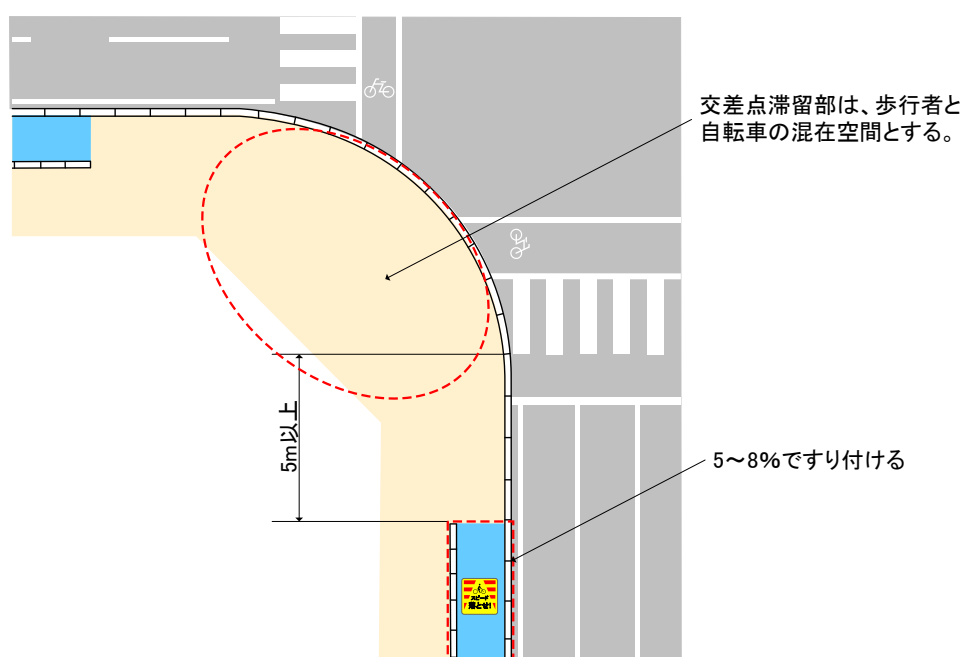 交差点滞留部は、歩行者と
自転車の混在空間とする。
5m以上
5～8%ですり付ける
スピード
落とせ!